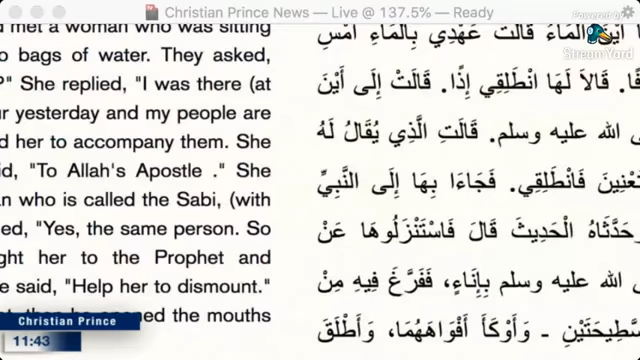 Christian Prince News — Live @ 137.5% — Ready
Powered by
StreamYard
met a woman who was sitting
bags of water. They asked,
?" She replied, "I was there (at
yesterday and my people are
her to accompany them. She
"To Allah's Apostle ." She
who is called the Sabi, (with
"Yes, the same person. So
her to the Prophet and
said, "Help her to dismount."
the mouths
الْمَاءُ قَالَتْ عَهْدِي بِالْمَاءِ أَمْسِ
قَالاَ لَهَا انْطَلِقِي إِذًا. قَالَتْ إِلَى أَيْنَ
الله عليه وسلم. قَالَتِ الَّذِي يُقَالُ لَهُ
تَعْنِينَ فَانْطَلِقِي. فَجَاءَا بِهَا إِلَى النَّبِيِّ
وَحَدَّثَاهُ الْحَدِيثَ قَالَ فَاسْتَنْزَلُوهَا عَنْ
الله عليه وسلم بِإِنَاءٍ، فَفَرَّغَ فِيهِ مِنْ
ـ وَأَوْكَأَ أَفْوَاهَهُمَا، وَأَطْلَقَ
Christian Prince
11:43